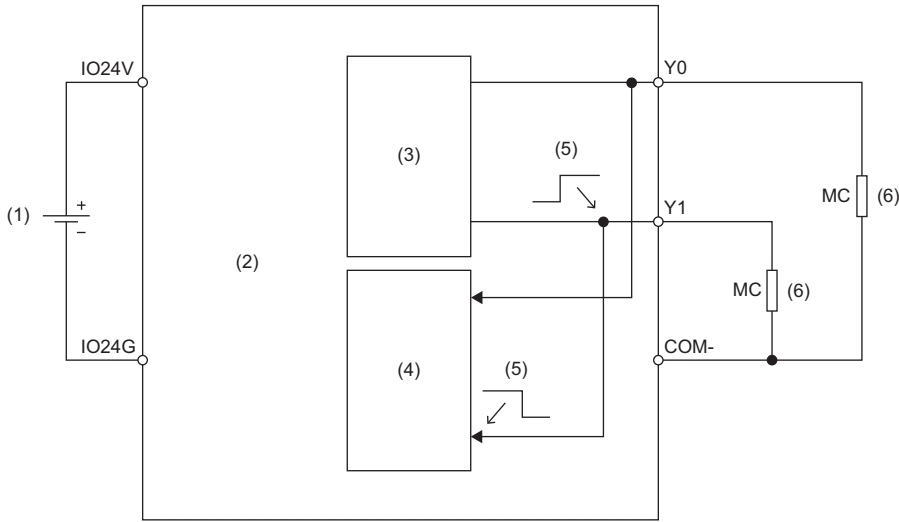 IO24V
Y0
(3)
(5)
MC
(6)
(1)
+
−
Y1
(2)
MC
(6)
IO24G
COM-
(4)
(5)